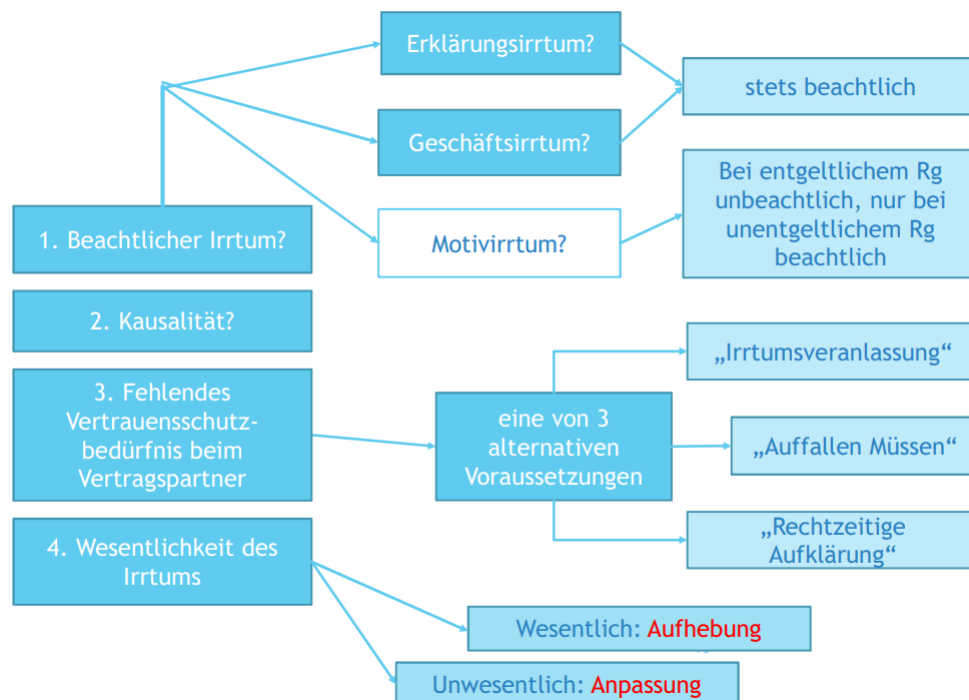 Erklärungsirrtum?
stets beachtlich
Geschäftsirrtum?
Bei entgeltlichem Rg
unbeachtlich, nur bei
unentgeltlichem Rg
beachtlich
1. Beachtlicher Irrtum?
Motivirrtum?
2. Kausalität?
„Irrtumsveranlassung“
3. Fehlendes
Vertrauensschutz-
bedürfnis beim
Vertragspartner
eine von 3
alternativen
Voraussetzungen
„Auffallen Müssen“
„Rechtzeitige
Aufklärung“
4. Wesentlichkeit des
Irrtums
Wesentlich: Aufhebung
Unwesentlich: Anpassung